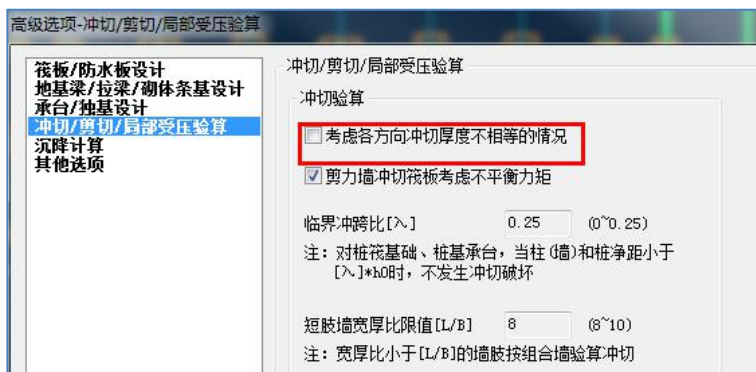 高级选项-冲切/剪切/局部受压验算
筏板/防水板设计
地基梁/拉梁/砌体条基设计
承台/独基设计
冲切/剪切/局部受压验算
沉降计算
其他选项
冲切/剪切/局部受压验算
冲切验算
考虑各方向冲切厚度不相等的情况
剪力墙冲切筏板考虑不平衡力矩
临界冲跨比[λ] 0.25 (0~0.25)
注：对桩筏基础、桩基承台，当柱(墙)和桩净距小于
[λ]*h0时，不发生冲切破坏
短肢墙宽厚比限值[L/B] 8 (8~10)
注：宽厚比小于[L/B]的墙肢按组合墙验算冲切